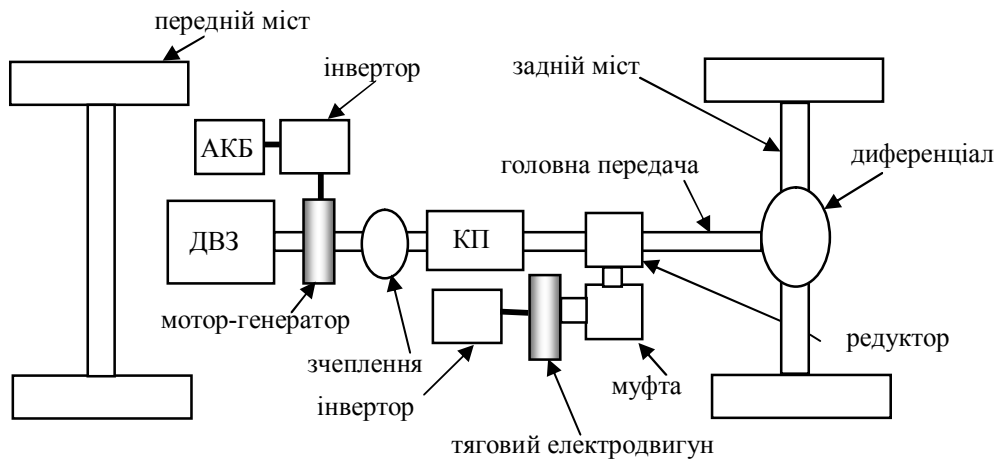 передній міст
інвертор
задній міст
АКБ
диференціал
головна передача
ДВЗ
КП
мотор-генератор
зчеплення
редуктор
муфта
інвертор
тяговий електродвигун